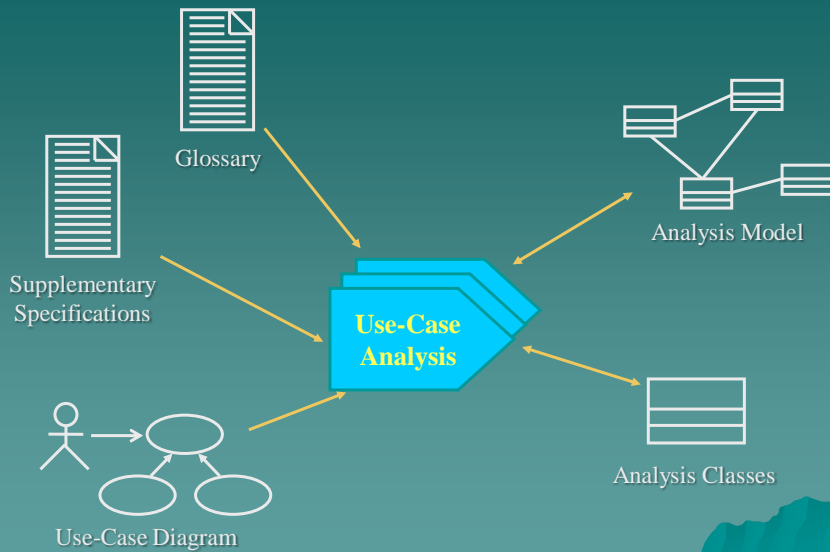 Glossary
Supplementary
Specifications
Use-Case Diagram
Use-Case
Analysis
Analysis Model
Analysis Classes